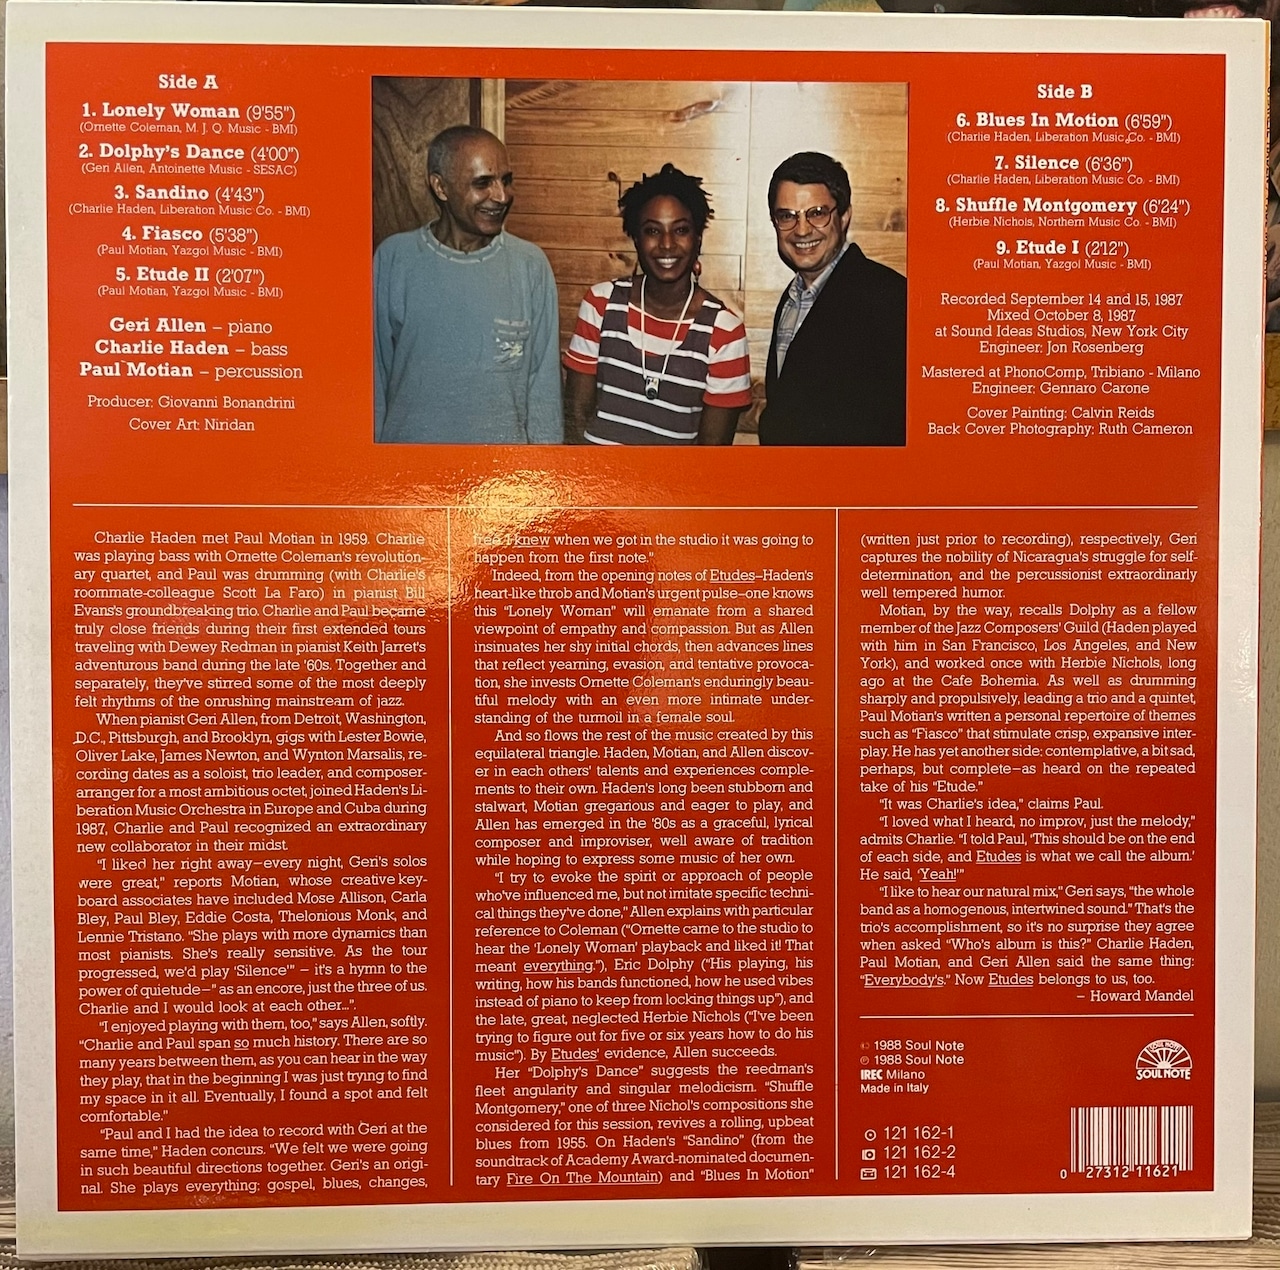 Side A
1. Lonely Woman (9'55")
(Ornette Coleman, M. J. Q. Music - BMI)
2. Dolphy's Dance (4'00")
(Geri Allen, Antoinette Music - SESAC)
3. Sandino (4'43")
(Charlie Haden, Liberation Music Co. - BMI)
4. Fiasco (5'38")
(Paul Motian, Yazgol Music - BMI)
5. Etude II (2'07")
(Paul Motian, Yazgol Music - BMI)
Geri Allen – piano
Charlie Haden – bass
Paul Motian – percussion
Producer: Giovanni Bonandrini
Cover Art: Niridan
Side B
6. Blues In Motion (6'59")
(Charlie Haden, Liberation Music Co. - BMI)
7. Silence (6'36")
(Charlie Haden, Liberation Music Co. - BMI)
8. Shuffle Montgomery (6'24")
(Herbie Nichols, Northern Music Co. - BMI)
9. Etude I (2'12")
(Paul Motian, Yazgol Music - BMI)
Recorded September 14 and 15, 1987
Mixed October 8, 1987
at Sound Ideas Studios, New York City
Engineer: Jon Rosenberg
Mastered at PhonoComp, Tribiano - Milano
Engineer: Gennaro Carone
Cover Painting: Calvin Reids
Back Cover Photography: Ruth Cameron
Charlie Haden met Paul Motian in 1959. Charlie
was playing bass with Ornette Coleman's revolution-
ary quartet, and Paul was drumming (with Charlie's
roommate-colleague Scott La Faro) in pianist Bill
Evans's groundbreaking trio. Charlie and Paul became
truly close friends during their first extended tours
traveling with Dewey Redman in pianist Keith Jarret's
adventurous band during the late '60s. Together and
separately, they've stirred some of the most deeply
felt rhythms of the onrushing mainstream of jazz.
When pianist Geri Allen, from Detroit, Washington,
D.C., Pittsburgh, and Brooklyn, gigs with Lester Bowie,
Oliver Lake, James Newton, and Wynton Marsalis, re-
cording dates as a soloist, trio leader, and composer-
arranger for a most ambitious octet, joined Haden's Li-
beration Music Orchestra in Europe and Cuba during
1987, Charlie and Paul recognized an extraordinary
new collaborator in their midst.
"I liked her right away—every night, Geri's solos
were great," reports Motian, whose creative key-
board associates have included Mose Allison, Carla
Bley, Paul Bley, Eddie Costa, Thelonious Monk, and
Lennie Tristano. "She plays with more dynamics than
most pianists. She's really sensitive. As the tour
progressed, we'd play 'Silence'" – it's a hymn to the
power of quietude—" as an encore, just the three of us.
Charlie and I would look at each other...".
"I enjoyed playing with them, too," says Allen, softly.
"Charlie and Paul span so much history. There are so
many years between them, as you can hear in the way
they play, that in the beginning I was just trying to find
my space in it all. Eventually, I found a spot and felt
comfortable."
"Paul and I had the idea to record with Geri at the
same time," Haden concurs. "We felt we were going
in such beautiful directions together. Geri's an origi-
nal. She plays everything: gospel, blues, changes,
free. I knew when we got in the studio it was going to
happen from the first note."
Indeed, from the opening notes of Etudes—Haden's
heart-like throb and Motian's urgent pulse—one knows
this "Lonely Woman" will emanate from a shared
viewpoint of empathy and compassion. But as Allen
insinuates her shy initial chords, then advances lines
that reflect yearning, evasion, and tentative provoca-
tion, she invests Ornette Coleman's enduringly beau-
tiful melody with an even more intimate under-
standing of the turmoil in a female soul.
And so flows the rest of the music created by this
equilateral triangle. Haden, Motian, and Allen discov-
er in each others' talents and experiences comple-
ments to their own. Haden's long been stubborn and
stalwart, Motian gregarious and eager to play, and
Allen has emerged in the '80s as a graceful, lyrical
composer and improviser, well aware of tradition
while hoping to express some music of her own.
"I try to evoke the spirit or approach of people
who've influenced me, but not imitate specific techni-
cal things they've done," Allen explains with particular
reference to Coleman ("Ornette came to the studio to
hear the 'Lonely Woman' playback and liked it! That
meant everything."), Eric Dolphy ("His playing, his
writing, how his bands functioned, how he used vibes
instead of piano to keep from locking things up"), and
the late, great, neglected Herbie Nichols ("I've been
trying to figure out for five or six years how to do his
music"). By Etudes' evidence, Allen succeeds.
Her "Dolphy's Dance" suggests the reedman's
fleet angularity and singular melodicism. "Shuffle
Montgomery," one of three Nichol's compositions she
considered for this session, revives a rolling, upbeat
blues from 1955. On Haden's "Sandino" (from the
soundtrack of Academy Award-nominated documen-
tary Fire On The Mountain) and "Blues In Motion"
(written just prior to recording), respectively, Geri
captures the nobility of Nicaragua's struggle for self-
determination, and the percussionist extraordinarily
well tempered humor.
Motian, by the way, recalls Dolphy as a fellow
member of the Jazz Composers' Guild (Haden played
with him in San Francisco, Los Angeles, and New
York), and worked once with Herbie Nichols, long
ago at the Cafe Bohemia. As well as drumming
sharply and propulsively, leading a trio and a quintet,
Paul Motian's written a personal repertoire of themes
such as "Fiasco" that stimulate crisp, expansive inter-
play. He has yet another side: contemplative, a bit sad,
perhaps, but complete—as heard on the repeated
take of his "Etude."
"It was Charlie's idea," claims Paul.
"I loved what I heard, no improv, just the melody,"
admits Charlie. "I told Paul, 'This should be on the end
of each side, and Etudes is what we call the album.'
He said, 'Yeah!'"
"I like to hear our natural mix," Geri says, "the whole
band as a homogenous, intertwined sound." That's the
trio's accomplishment, so it's no surprise they agree
when asked "Who's album is this?" Charlie Haden,
Paul Motian, and Geri Allen said the same thing:
"Everybody's." Now Etudes belongs to us, too.
– Howard Mandel
© 1988 Soul Note
℗ 1988 Soul Note
IREC Milano
Made in Italy
SOUL NOTE
SOUL NOTE
121 162-1
121 162-2
121 162-4
0 27312 11621